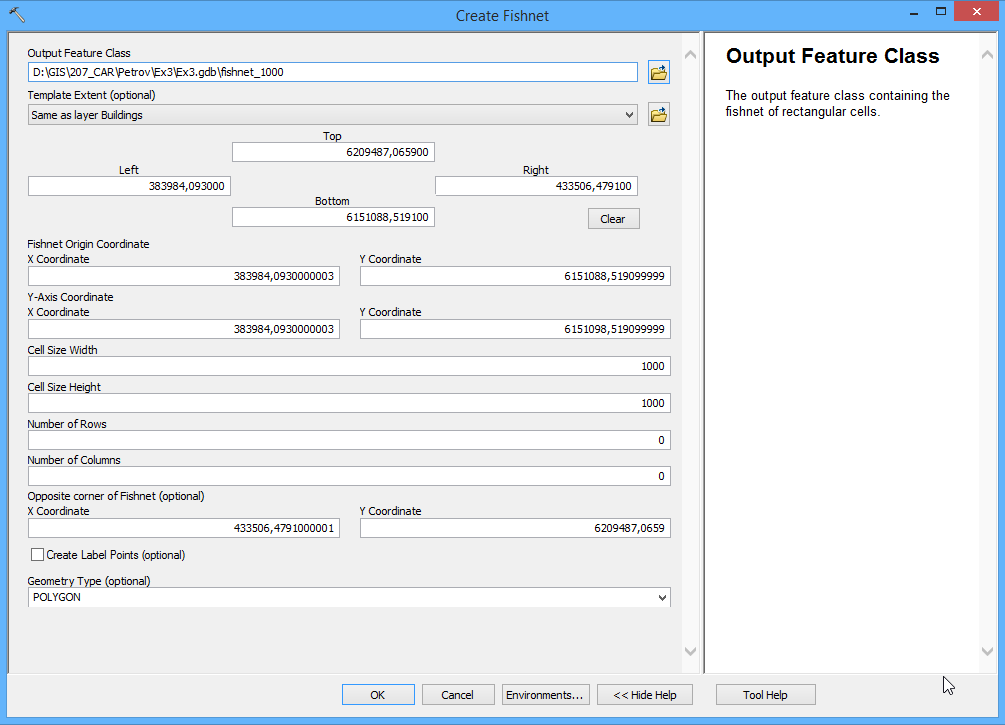 Create Fishnet
Output Feature Class
D:\GIS\207_CAR\Petrov\Ex3\Ex3.gdb\fishnet_1000
Template Extent (optional)
Same as layer Buildings
Top
6209487,065900
Left
Right
383984,093000
433506,479100
Bottom
6151088,519100
Clear
Fishnet Origin Coordinate
X Coordinate
Y Coordinate
383984,0930000003
6151088,519099999
Y-Axis Coordinate
X Coordinate
Y Coordinate
383984,0930000003
6151098,519099999
Cell Size Width
1000
Cell Size Height
1000
Number of Rows
0
Number of Columns
0
Opposite corner of Fishnet (optional)
X Coordinate
Y Coordinate
433506,4791000001
6209487,0659
Create Label Points (optional)
Geometry Type (optional)
POLYGON
OK
Cancel
Environments...
<< Hide Help
Tool Help
Output Feature Class
The output feature class containing the
fishnet of rectangular cells.